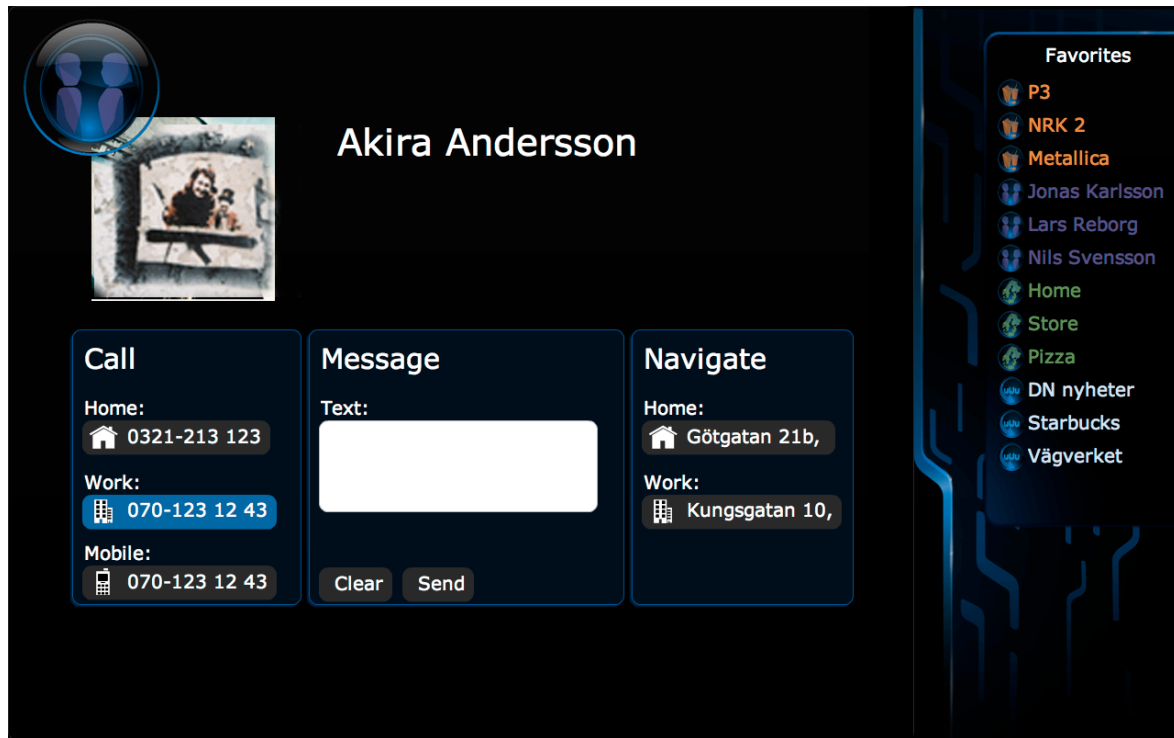 Akira Andersson
Call
Home:
0321-213 123
Work:
070-123 12 43
Mobile:
070-123 12 43
Message
Text:
Clear Send
Navigate
Home:
Götgatan 21b,
Work:
Kungsgatan 10,
Favorites
P3
NRK 2
Metallica
Jonas Karlsson
Lars Reborg
Nils Svensson
Home
Store
Pizza
DN nyheter
Starbucks
Vägverket